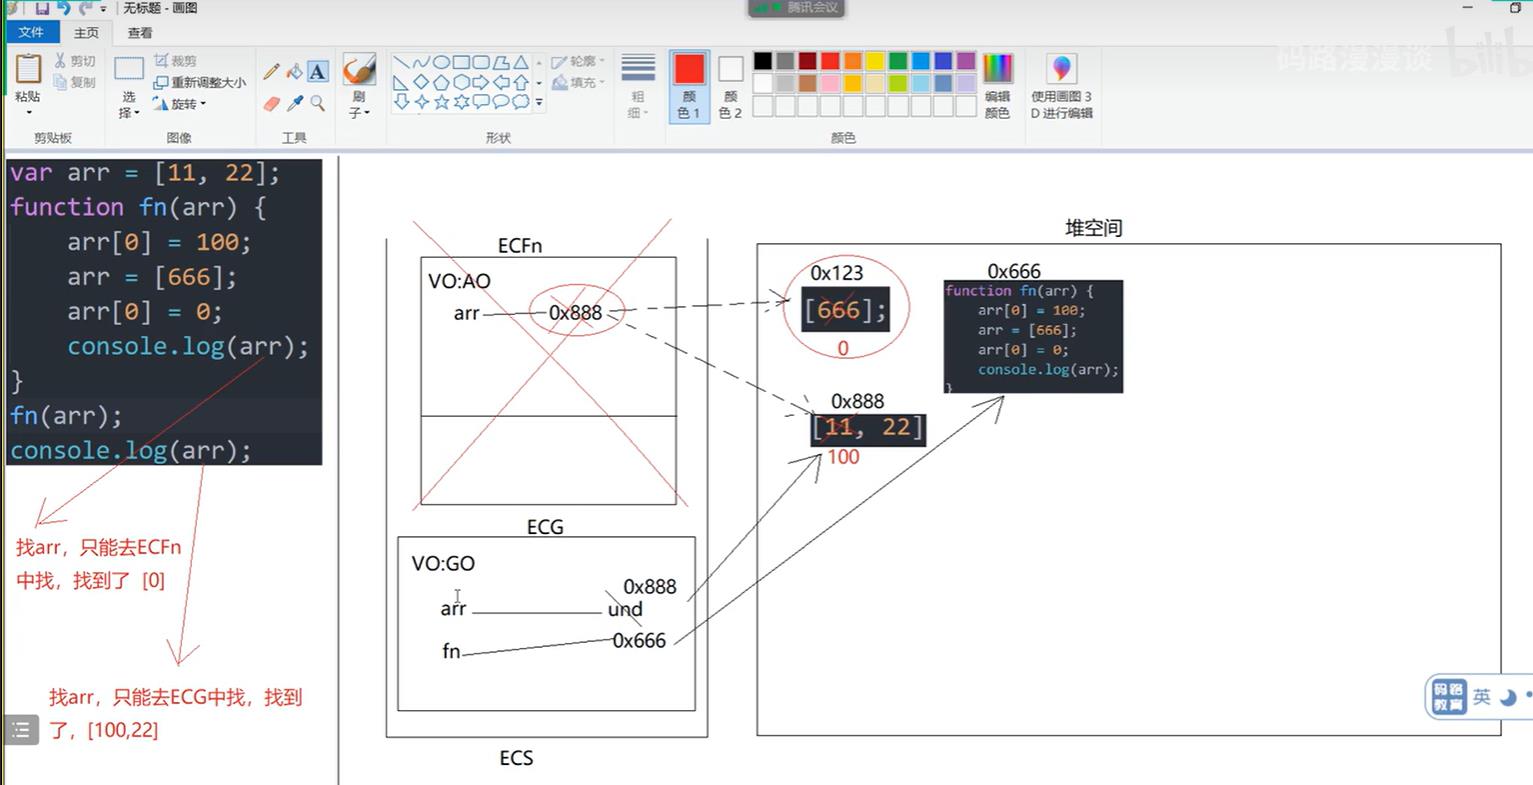 无标题 - 画图
腾讯会议
文件 主页 查看
码路漫漫谈 bilibili
粘贴
剪切
复制
剪贴板
选择
裁剪
重新调整大小
旋转
图像
A
工具
刷子
轮廓
填充
形状
粗细
颜色 1
颜色 2
颜色
编辑颜色
使用画图 3D 进行编辑
var arr = [11, 22];
function fn(arr) {
arr[0] = 100;
arr = [666];
arr[0] = 0;
console.log(arr);
}
fn(arr);
console.log(arr);
找arr，只能去ECFn
中找，找到了 [0]
找arr，只能去ECG中找，找到
了，[100,22]
ECFn
VO:AO
arr 0x888
ECG
VO:GO
0x888
arr und
fn 0x666
ECS
堆空间
0x123
[666];
0
0x888
[11, 22]
100
0x666
function fn(arr) {
arr[0] = 100;
arr = [666];
arr[0] = 0;
console.log(arr);
}
码路教育 英